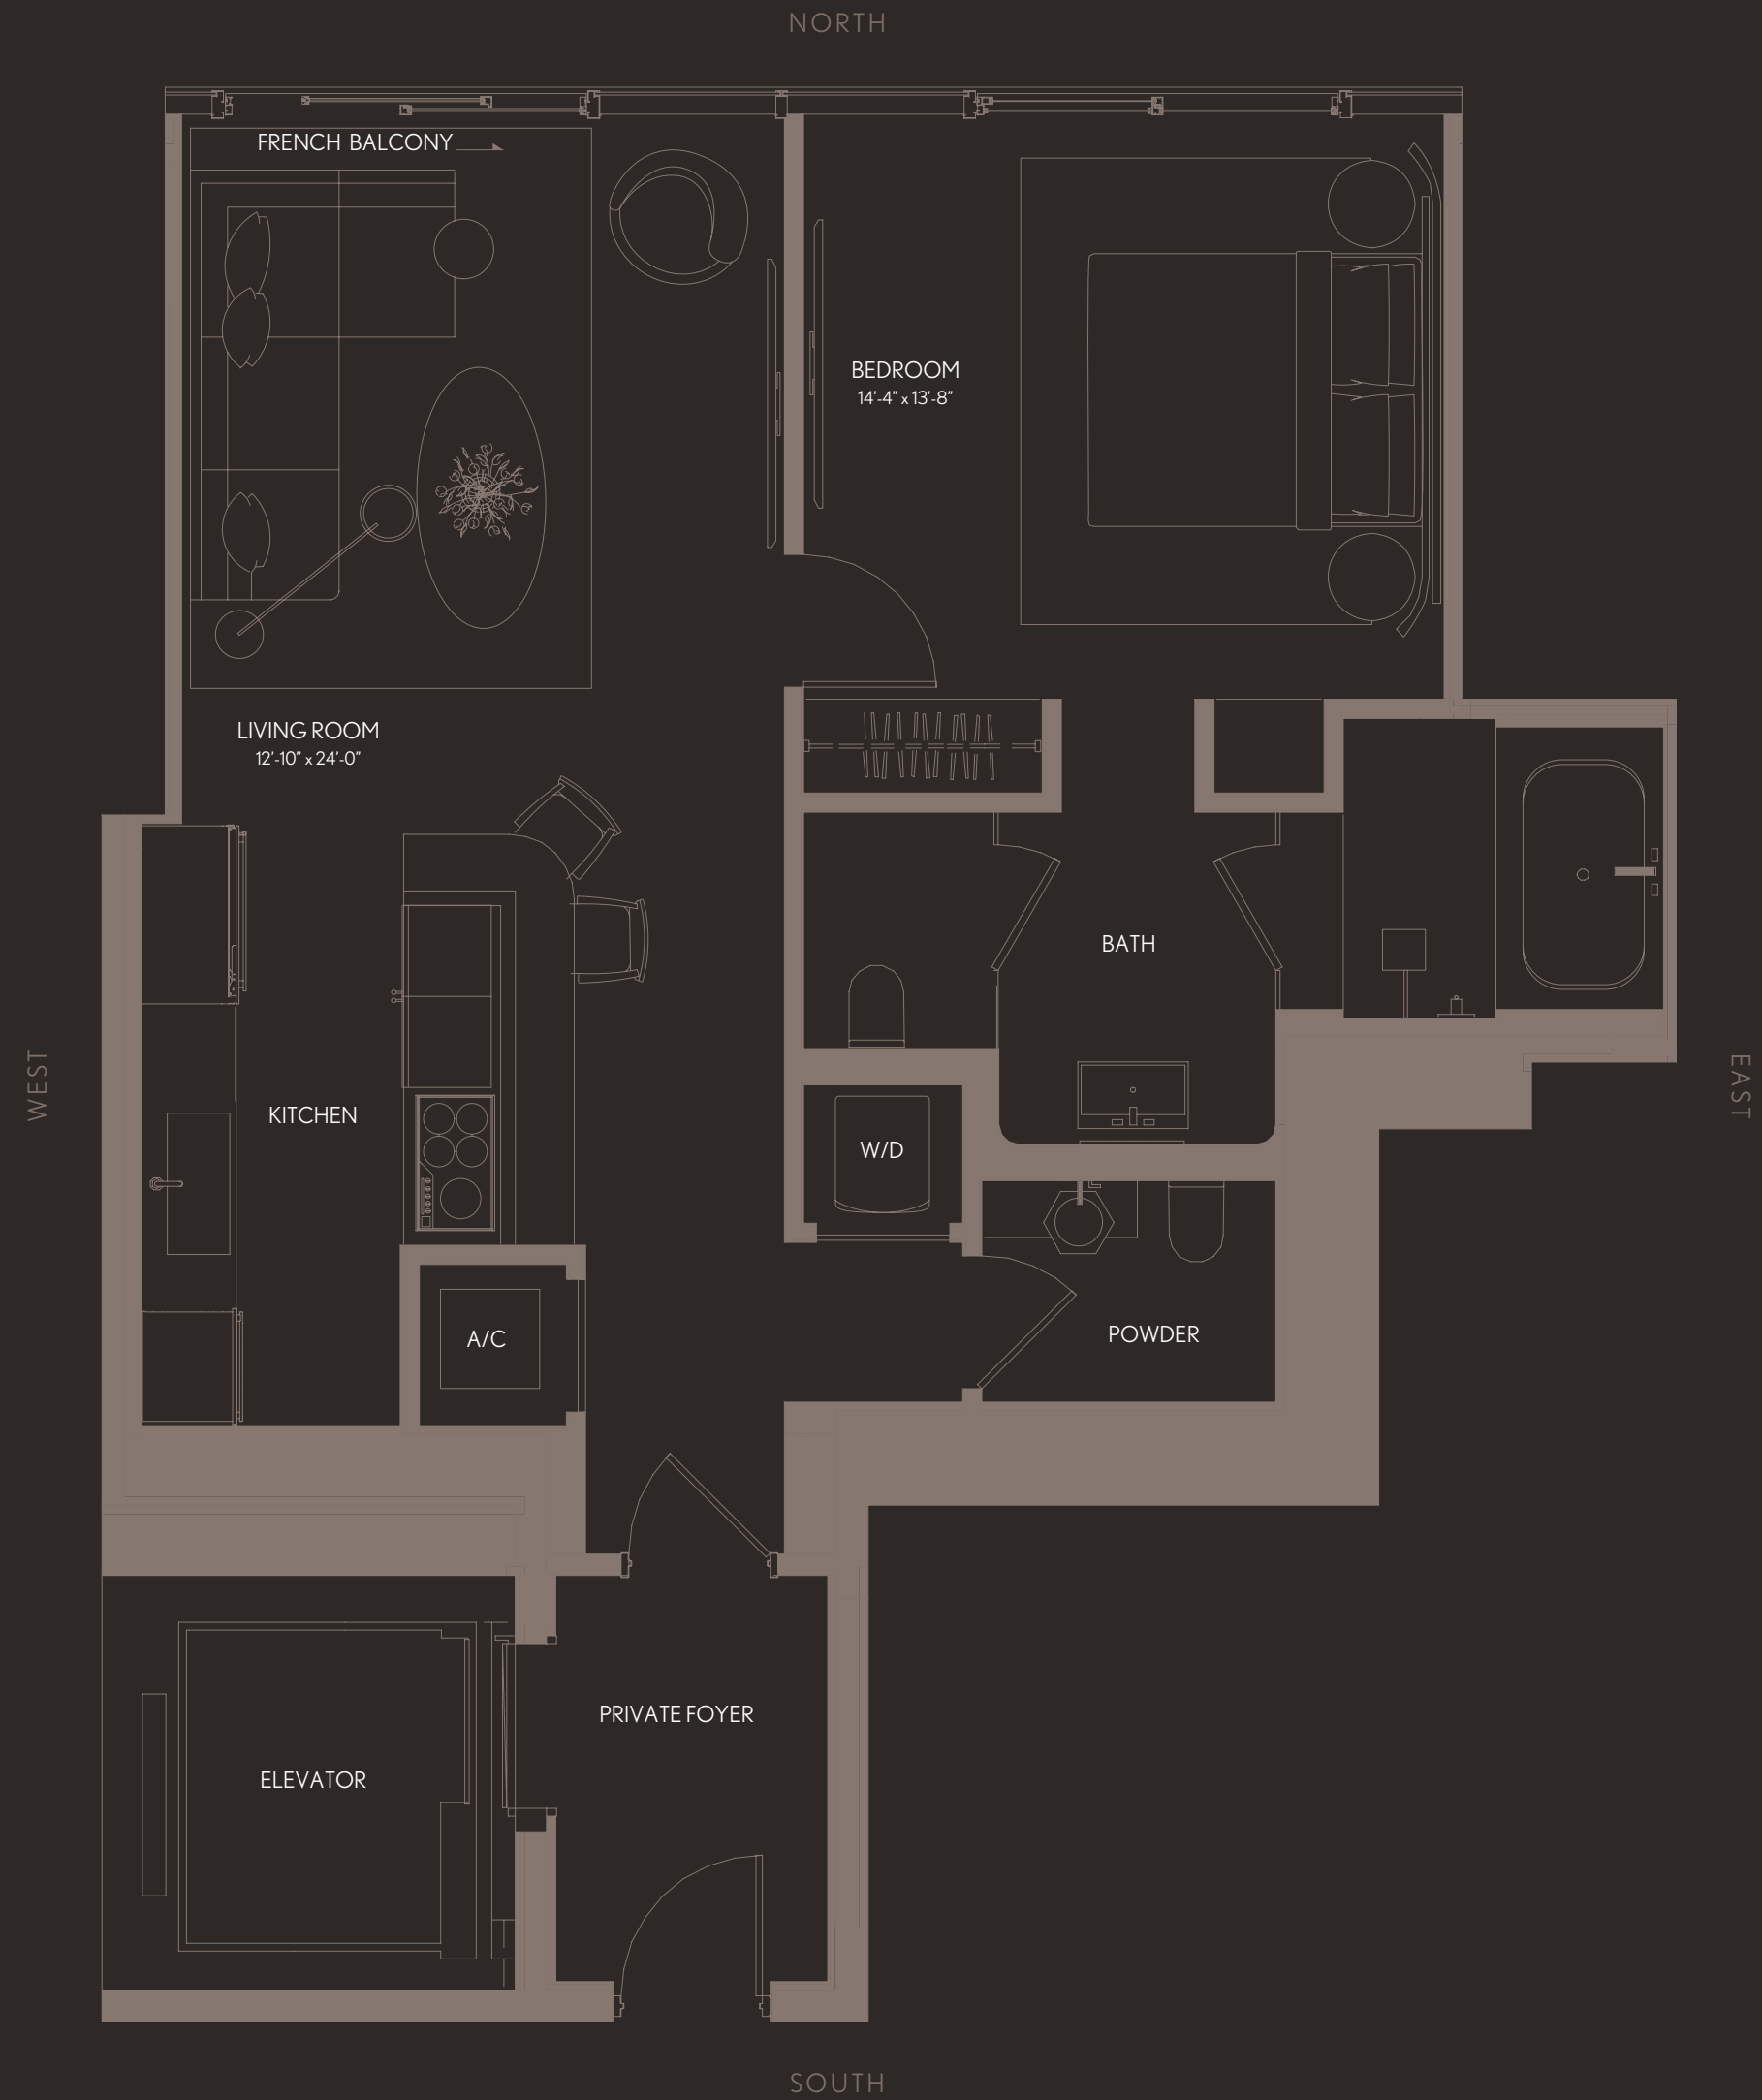 NORTH
FRENCH BALCONY
BEDROOM
14'-4" x 13'-8"
LIVING ROOM
12'-10" x 24'-0"
BATH
WEST
EAST
KITCHEN
W/D
POWDER
A/C
PRIVATE FOYER
ELEVATOR
SOUTH